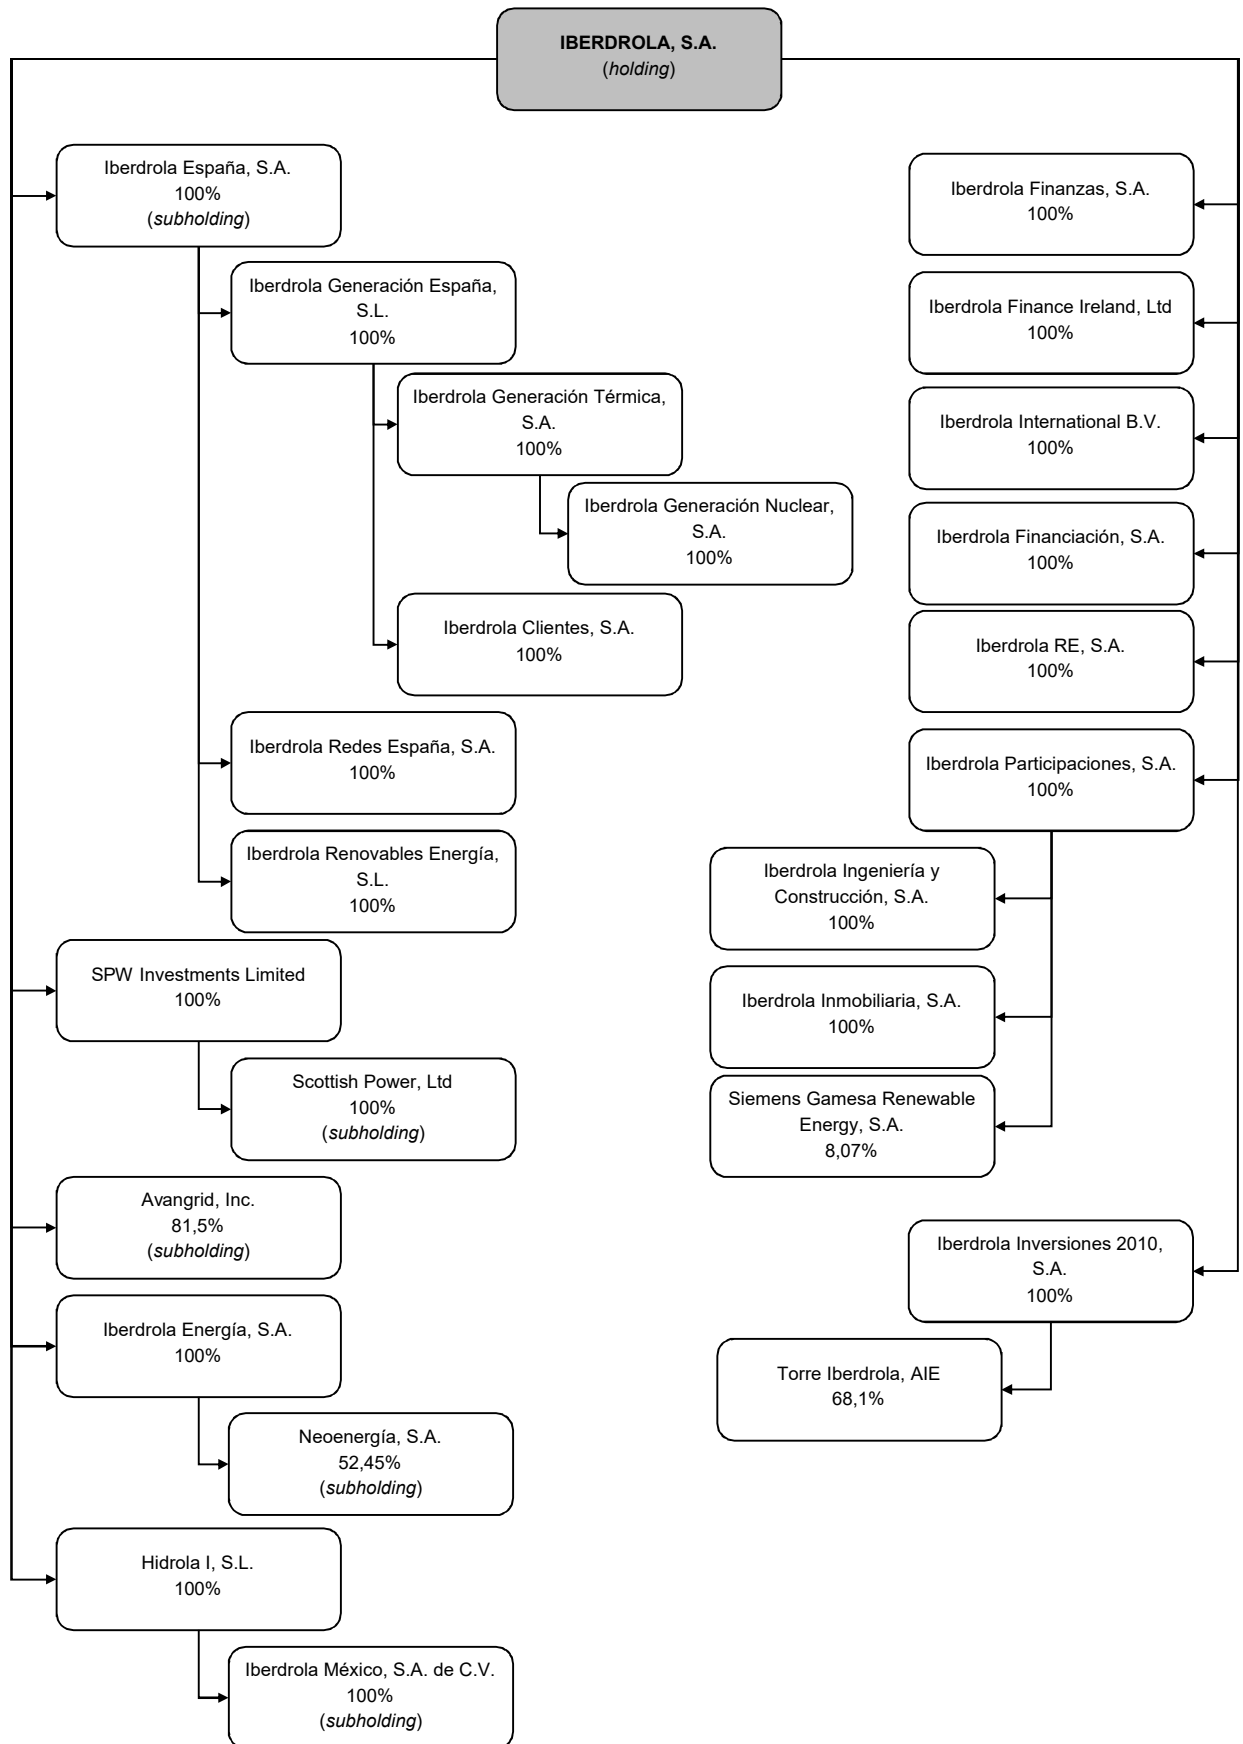 IBERDROLA, S.A.
(holding)
Iberdrola España, S.A.
100%
(subholding)
Iberdrola Generación España,
S.L.
100%
Iberdrola Generación Térmica,
S.A.
100%
Iberdrola Generación Nuclear,
S.A.
100%
Iberdrola Clientes, S.A.
100%
Iberdrola Redes España, S.A.
100%
Iberdrola Renovables Energía,
S.L.
100%
SPW Investments Limited
100%
Scottish Power, Ltd
100%
(subholding)
Avangrid, Inc.
81,5%
(subholding)
Iberdrola Energía, S.A.
100%
Neoenergía, S.A.
52,45%
(subholding)
Hidrola I, S.L.
100%
Iberdrola México, S.A. de C.V.
100%
(subholding)
Iberdrola Finanzas, S.A.
100%
Iberdrola Finance Ireland, Ltd
100%
Iberdrola International B.V.
100%
Iberdrola Financiación, S.A.
100%
Iberdrola RE, S.A.
100%
Iberdrola Participaciones, S.A.
100%
Iberdrola Ingeniería y
Construcción, S.A.
100%
Iberdrola Inmobiliaria, S.A.
100%
Siemens Gamesa Renewable
Energy, S.A.
8,07%
Iberdrola Inversiones 2010,
S.A.
100%
Torre Iberdrola, AIE
68,1%